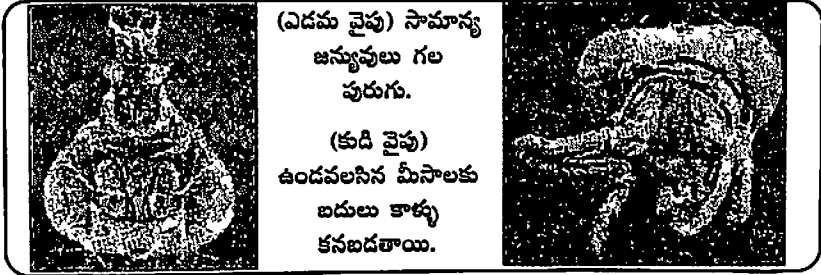 (ఎడమ వైపు) సామాన్య
జన్యువులు గల
పురుగు.
(కుడి వైపు)
ఉండవలసిన మీసాలకు
బదులు కాళ్ళు
కనబడతాయి.